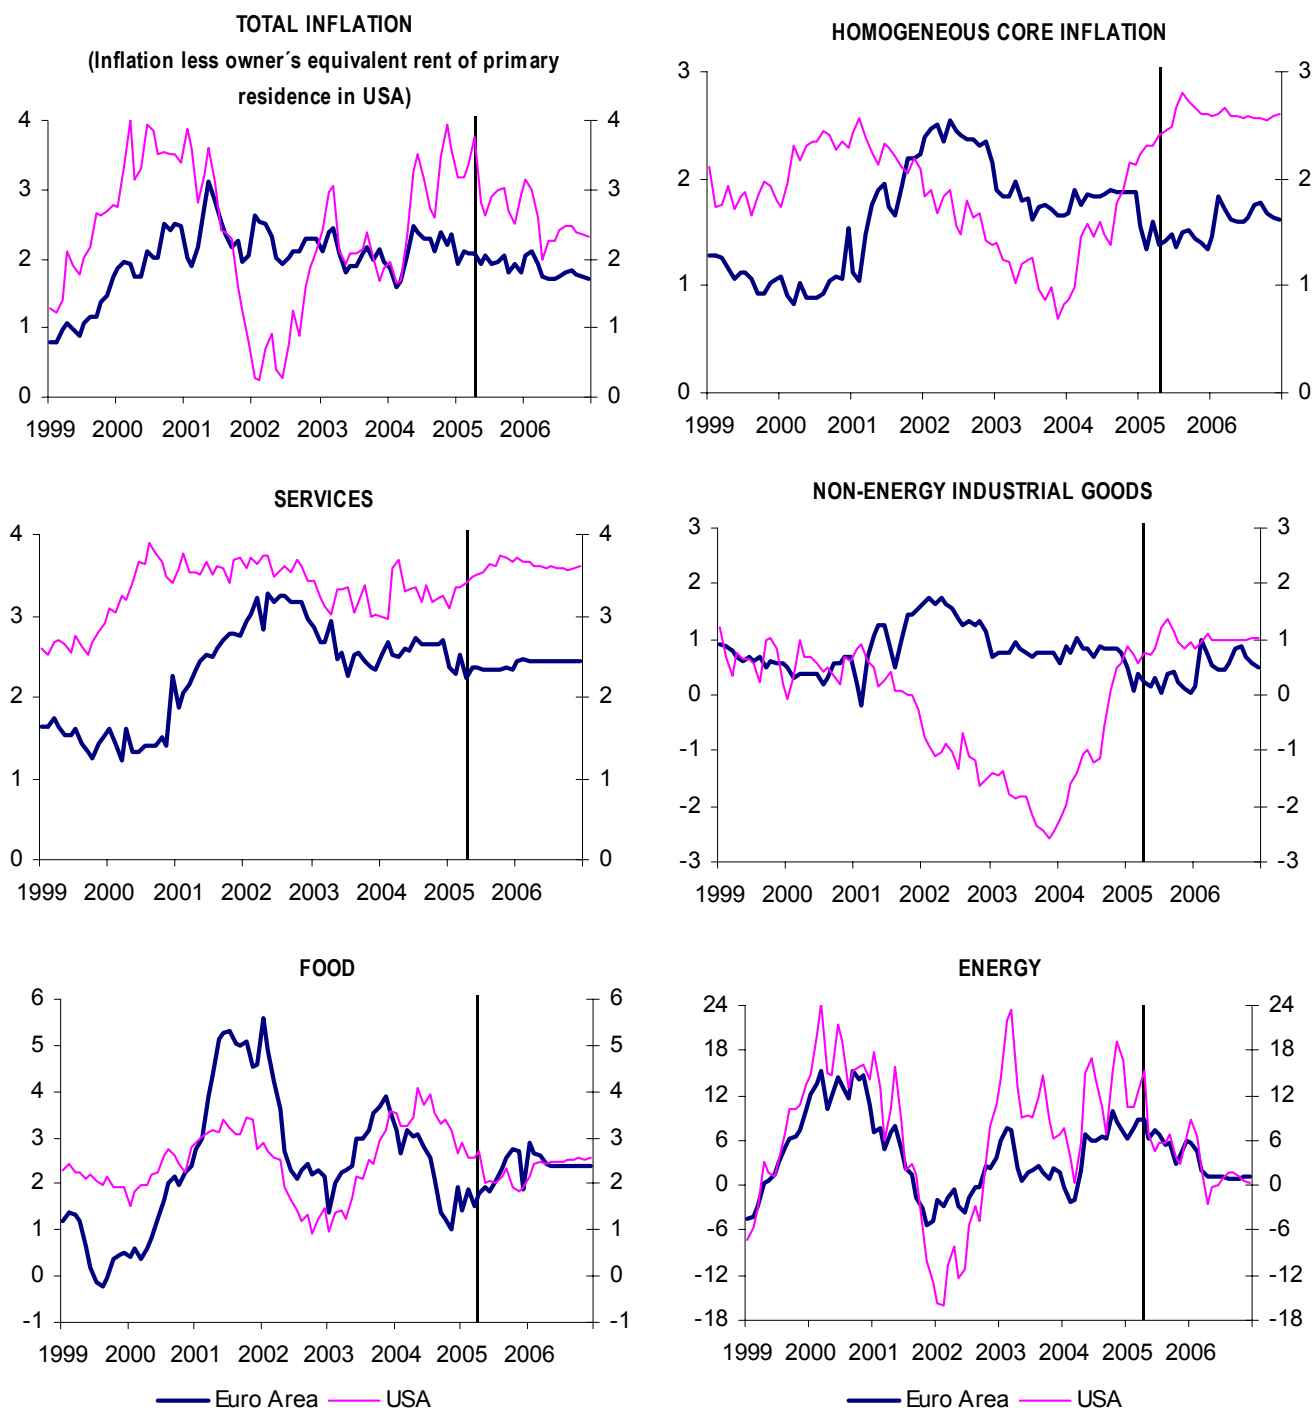 TOTAL INFLATION
(Inflation less owner´s equivalent rent of primary
residence in USA)
4 4
3 3
2 2
1 1
0 0
1999 2000 2001 2002 2003 2004 2005 2006
HOMOGENEOUS CORE INFLATION
3 3
2 2
1 1
0 0
1999 2000 2001 2002 2003 2004 2005 2006
SERVICES
4 4
3 3
2 2
1 1
0 0
1999 2000 2001 2002 2003 2004 2005 2006
NON-ENERGY INDUSTRIAL GOODS
3 3
2 2
1 1
0 0
-1 -1
-2 -2
-3 -3
1999 2000 2001 2002 2003 2004 2005 2006
FOOD
6 6
5 5
4 4
3 3
2 2
1 1
0 0
-1 -1
1999 2000 2001 2002 2003 2004 2005 2006
Euro Area USA
ENERGY
24 24
18 18
12 12
6 6
0 0
-6 -6
-12 -12
-18 -18
1999 2000 2001 2002 2003 2004 2005 2006
Euro Area USA